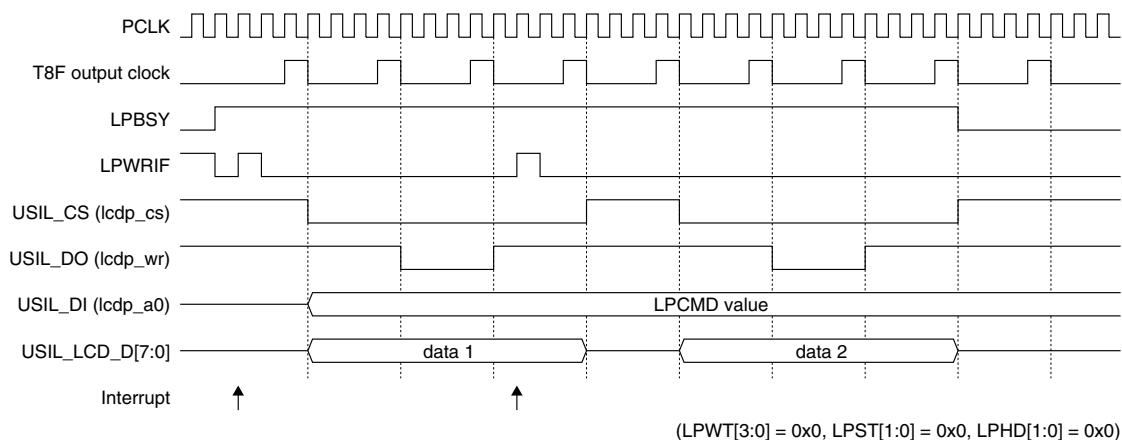 PCLK
T8F output clock
LPBSY
LPWRIF
USIL_CS (lcdp_cs)
USIL_DO (lcdp_wr)
USIL_DI (lcdp_a0) LPCMD value
USIL_LCD_D[7:0] data 1 data 2
Interrupt
(LPWT[3:0] = 0x0, LPST[1:0] = 0x0, LPHD[1:0] = 0x0)